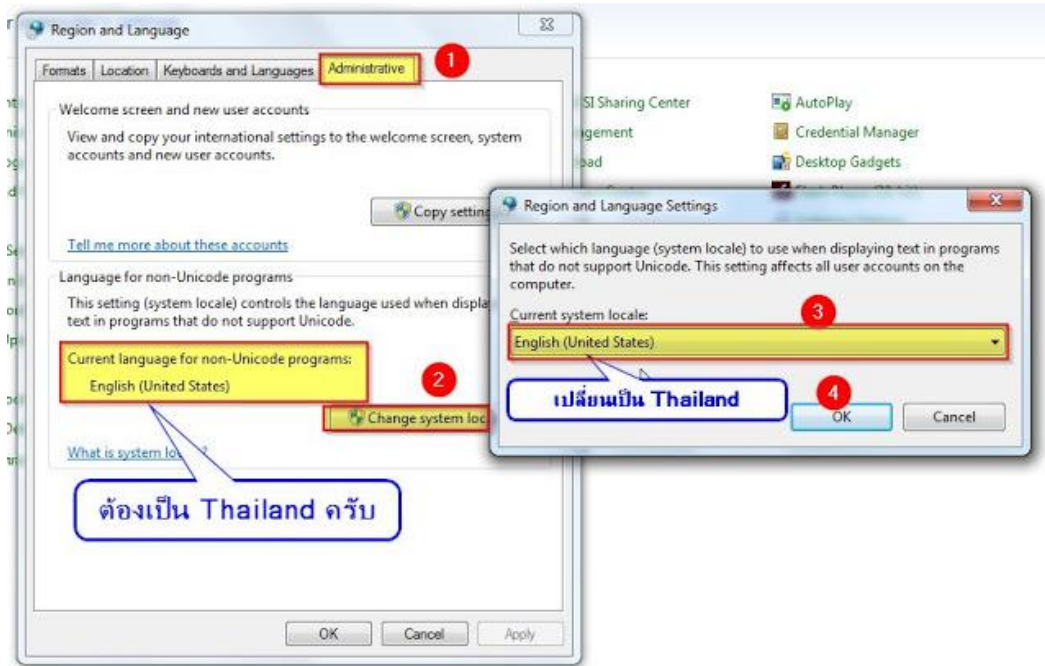 Region and Language
Formats Location Keyboards and Languages Administrative
1
Welcome screen and new user accounts
View and copy your international settings to the welcome screen, system
accounts and new user accounts.
Copy setting
Tell me more about these accounts
Language for non-Unicode programs
This setting (system locale) controls the language used when displa
text in programs that do not support Unicode.
Current language for non-Unicode programs:
English (United States)
2
Change system loc
What is system
ต้องเป็น Thailand ครับ
OK Cancel Apply
SI Sharing Center
AutoPlay
Credential Manager
Desktop Gadgets
Region and Language Settings
Select which language (system locale) to use when displaying text in programs
that do not support Unicode. This setting affects all user accounts on the
computer.
Current system locale:
3
English (United States)
เปลี่ยนเป็น Thailand
4
OK Cancel